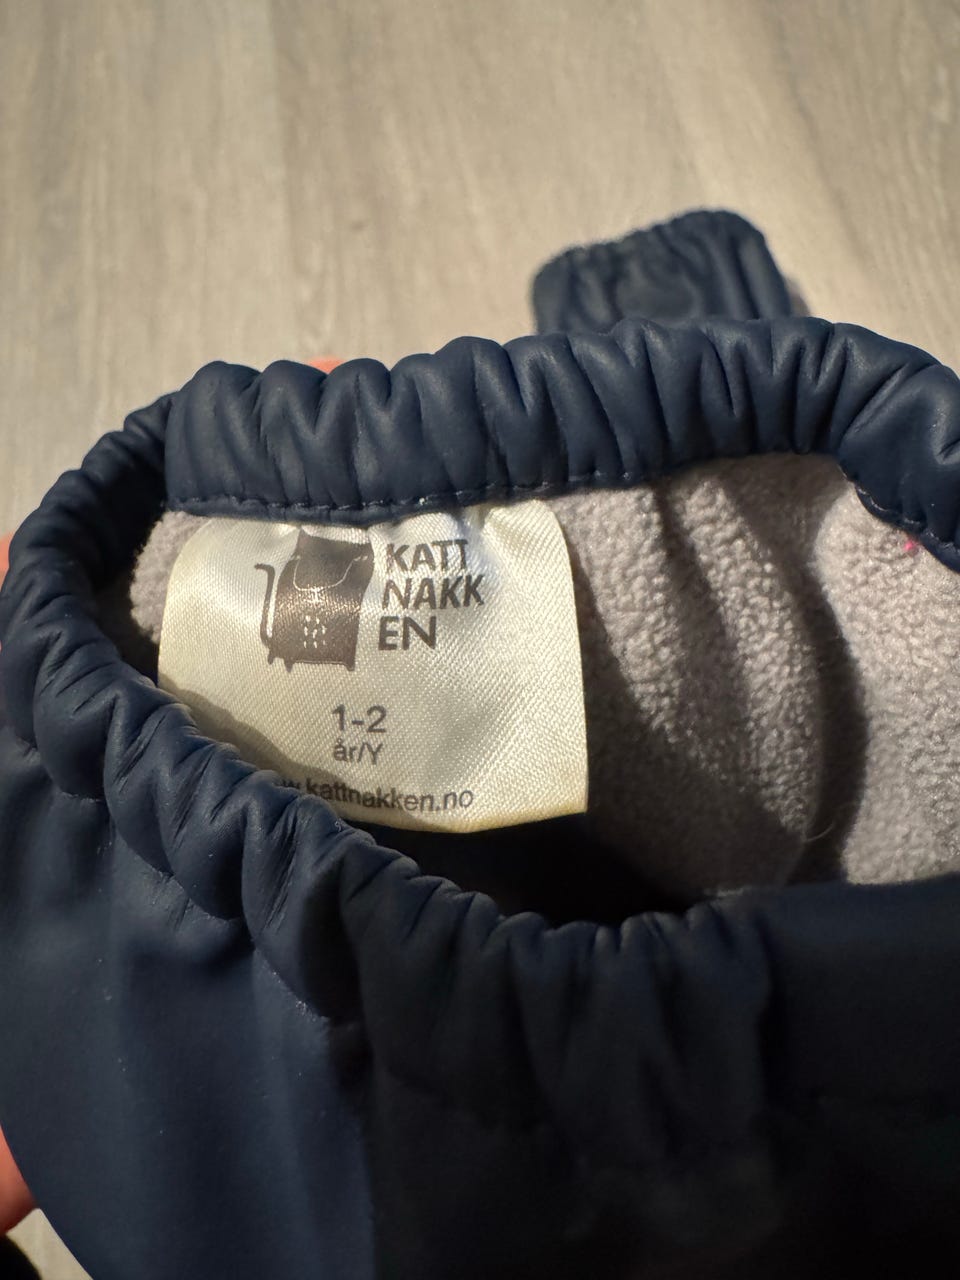 KATT
NAKK
EN
1-2
år/Y
w.kattnakken.no